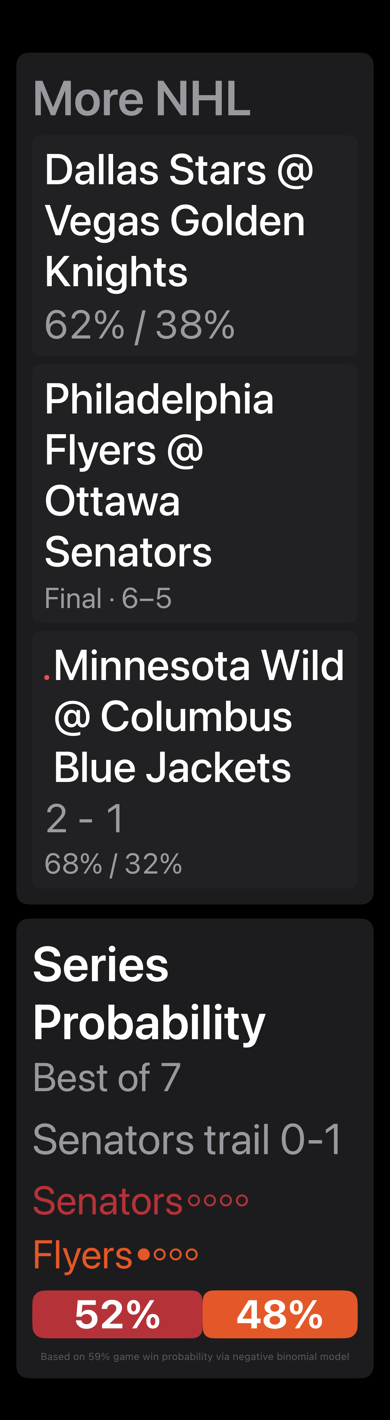 More NHL
Dallas Stars @
Vegas Golden
Knights
62% / 38%
Philadelphia
Flyers @
Ottawa
Senators
Final · 6–5
Minnesota Wild
@ Columbus
Blue Jackets
2 - 1
68% / 32%
Series
Probability
Best of 7
Senators trail 0-1
Senators
Flyers
52% 48%
Based on 59% game win probability via negative binomial model